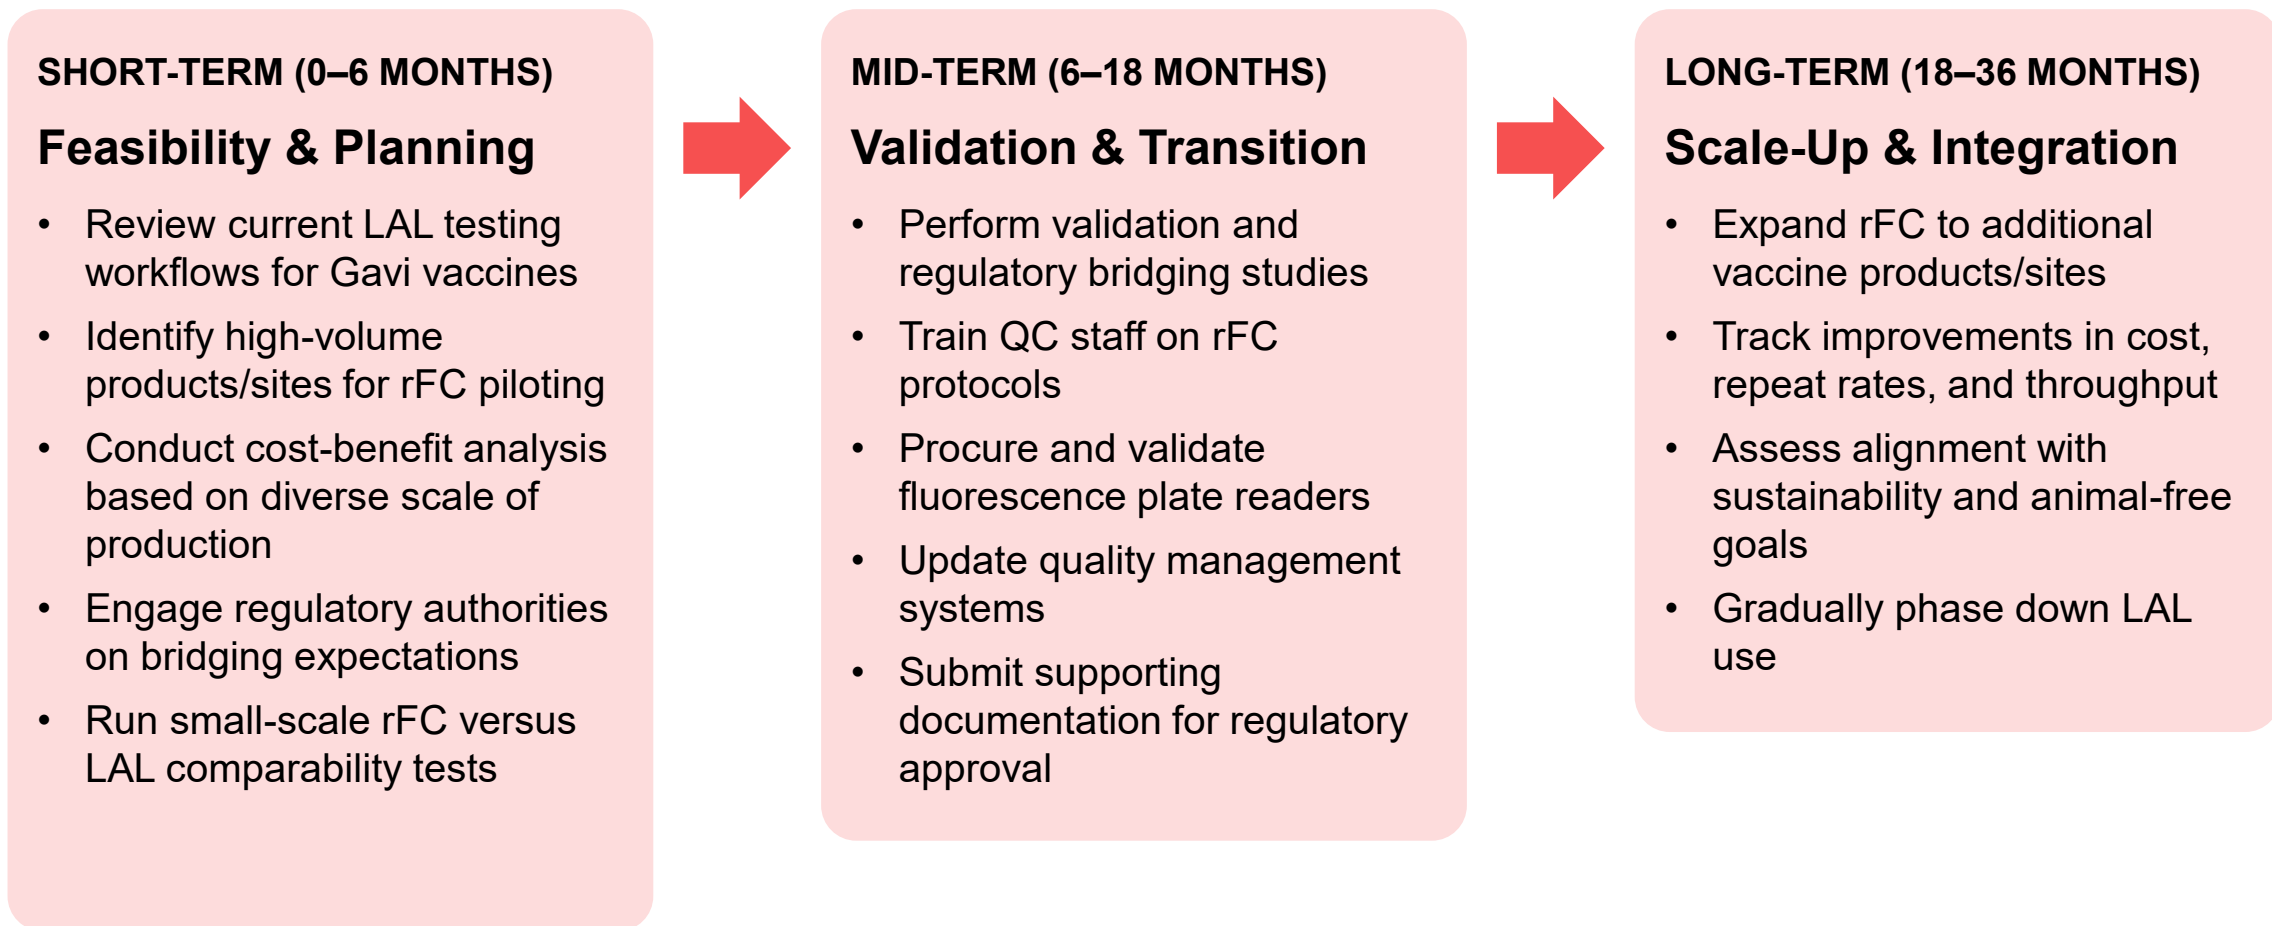 SHORT-TERM (0–6 MONTHS)
Feasibility & Planning
• Review current LAL testing
workflows for Gavi vaccines
• Identify high-volume
products/sites for rFC piloting
• Conduct cost-benefit analysis
based on diverse scale of
production
• Engage regulatory authorities
on bridging expectations
• Run small-scale rFC versus
LAL comparability tests
MID-TERM (6–18 MONTHS)
Validation & Transition
• Perform validation and
regulatory bridging studies
• Train QC staff on rFC
protocols
• Procure and validate
fluorescence plate readers
• Update quality management
systems
• Submit supporting
documentation for regulatory
approval
LONG-TERM (18–36 MONTHS)
Scale-Up & Integration
• Expand rFC to additional
vaccine products/sites
• Track improvements in cost,
repeat rates, and throughput
• Assess alignment with
sustainability and animal-free
goals
• Gradually phase down LAL
use